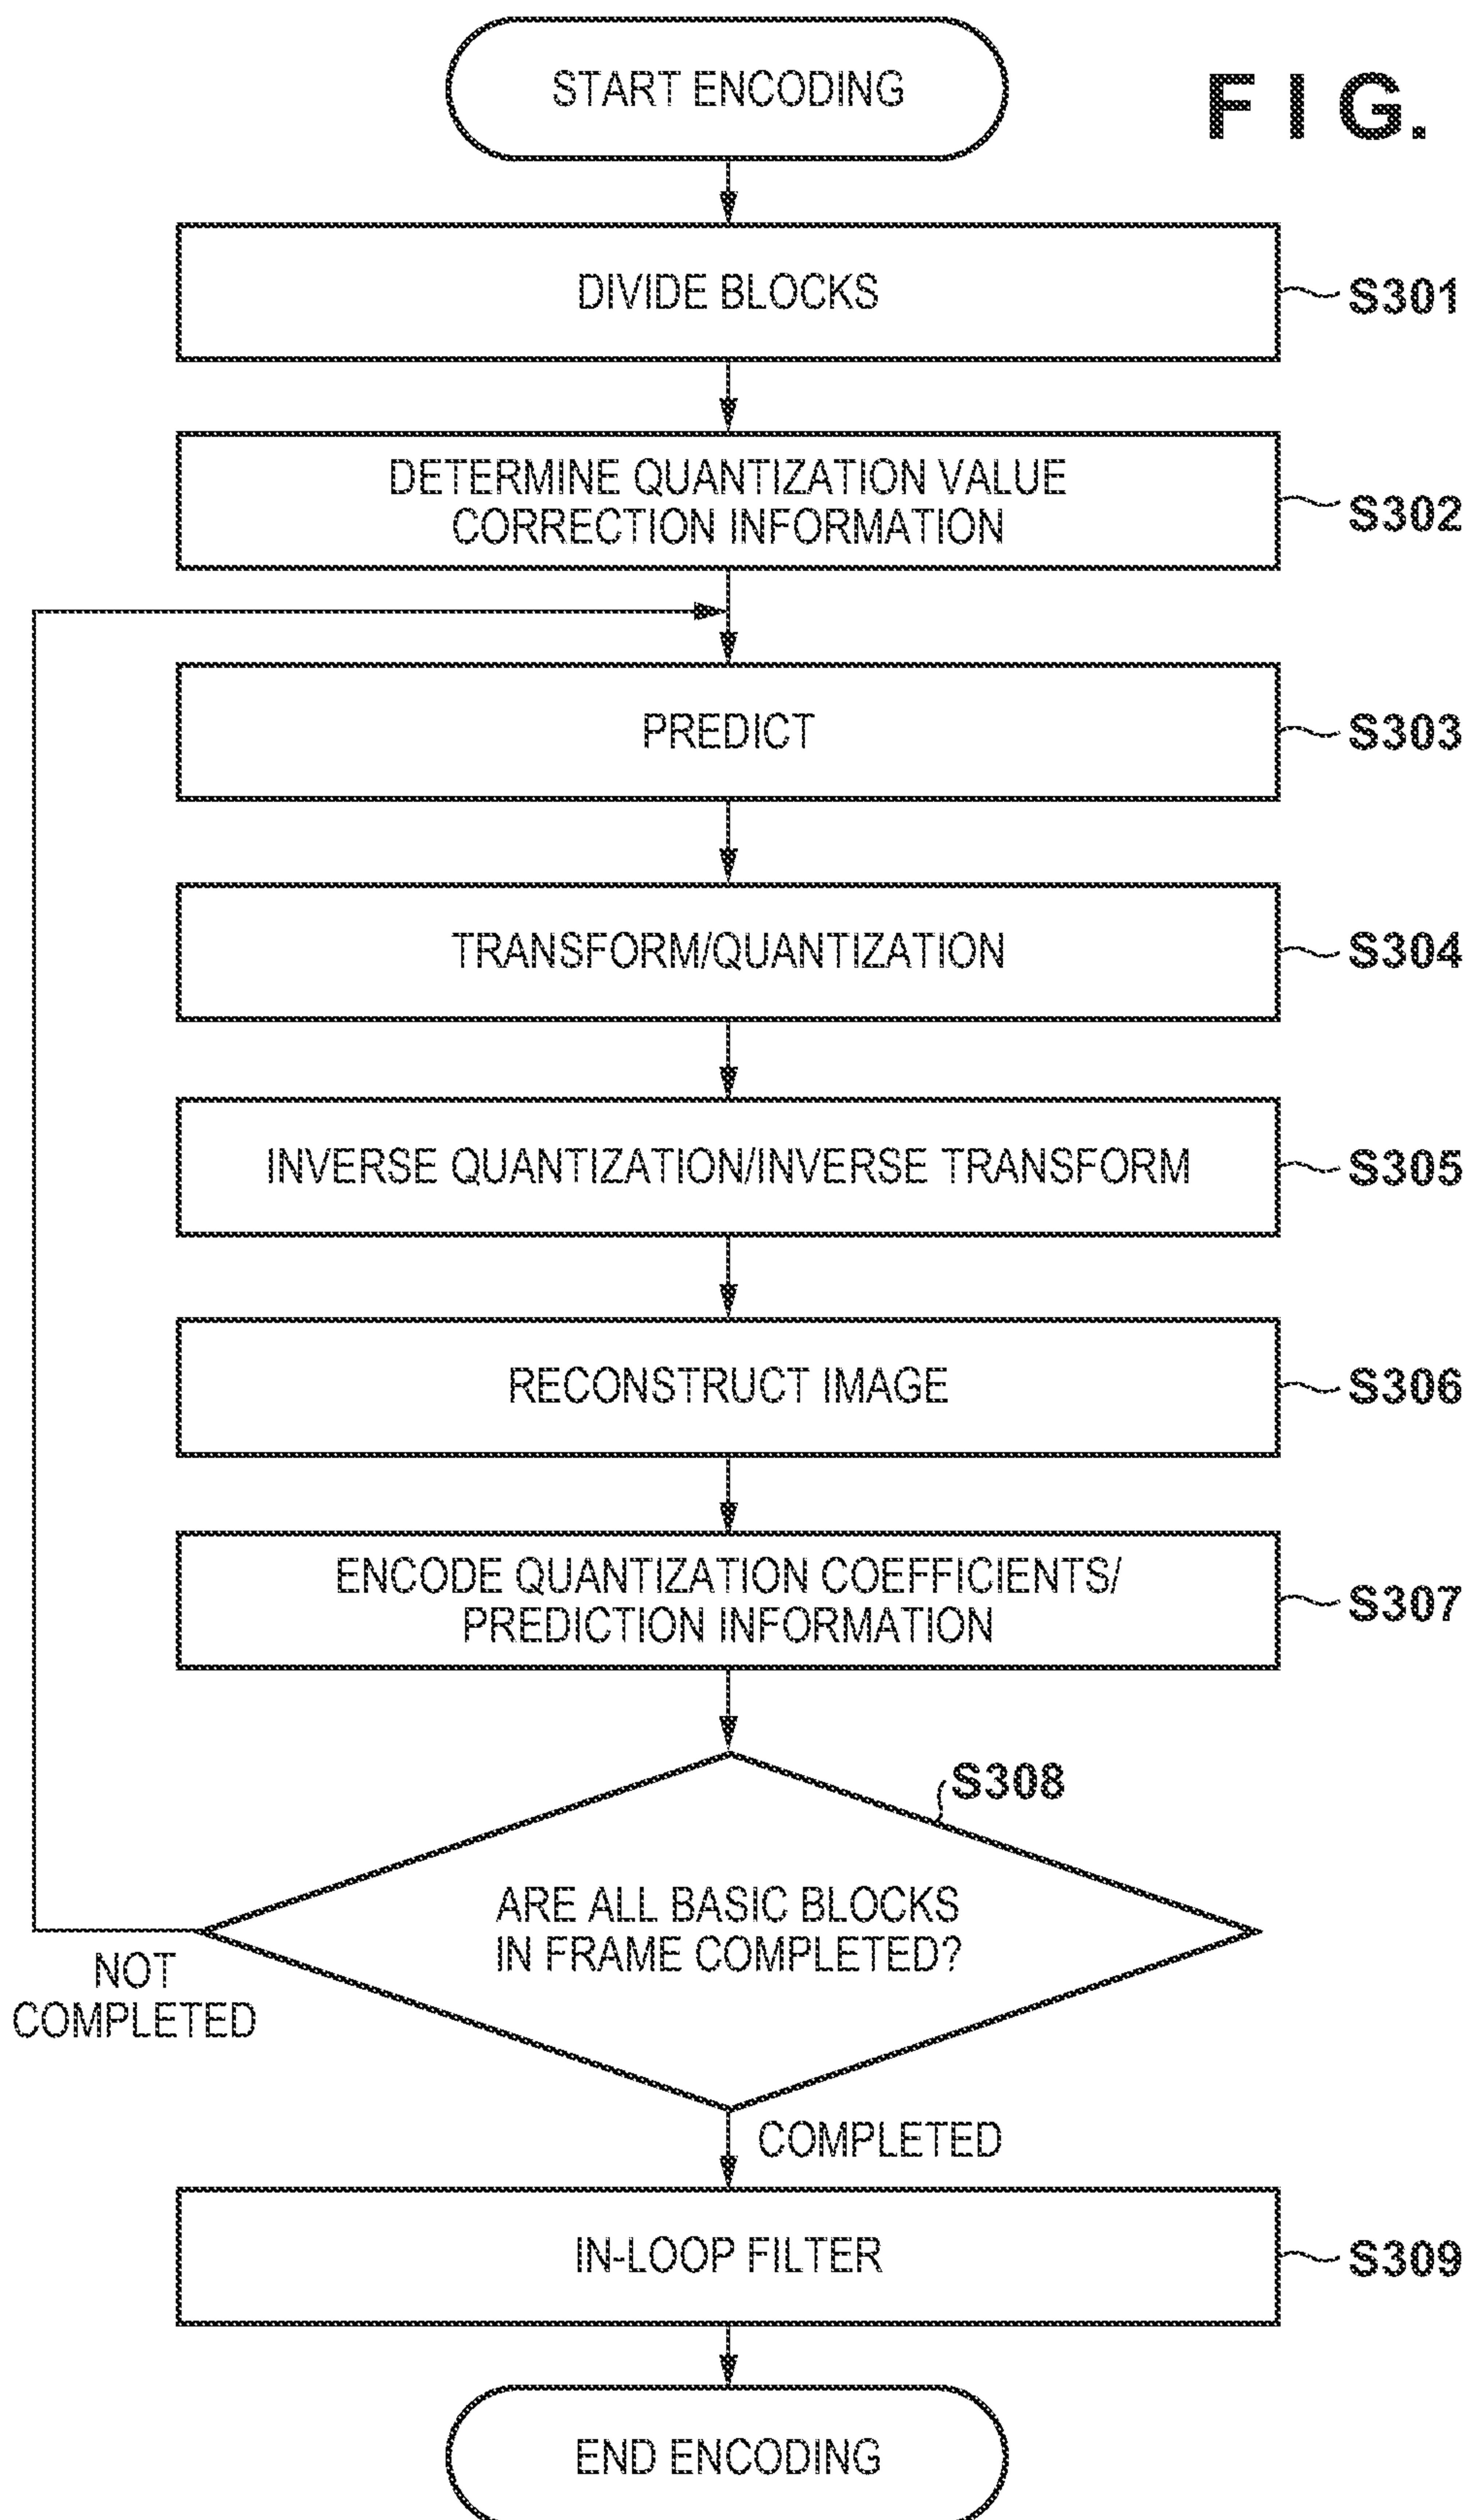 START ENCODING
F I G.
DIVIDE BLOCKS
S301
DETERMINE QUANTIZATION VALUE
CORRECTION INFORMATION
S302
PREDICT
S303
TRANSFORM/QUANTIZATION
S304
INVERSE QUANTIZATION/INVERSE TRANSFORM
S305
RECONSTRUCT IMAGE
S306
ENCODE QUANTIZATION COEFFICIENTS/
PREDICTION INFORMATION
S307
S308
ARE ALL BASIC BLOCKS
IN FRAME COMPLETED?
NOT
COMPLETED
COMPLETED
IN-LOOP FILTER
S309
END ENCODING